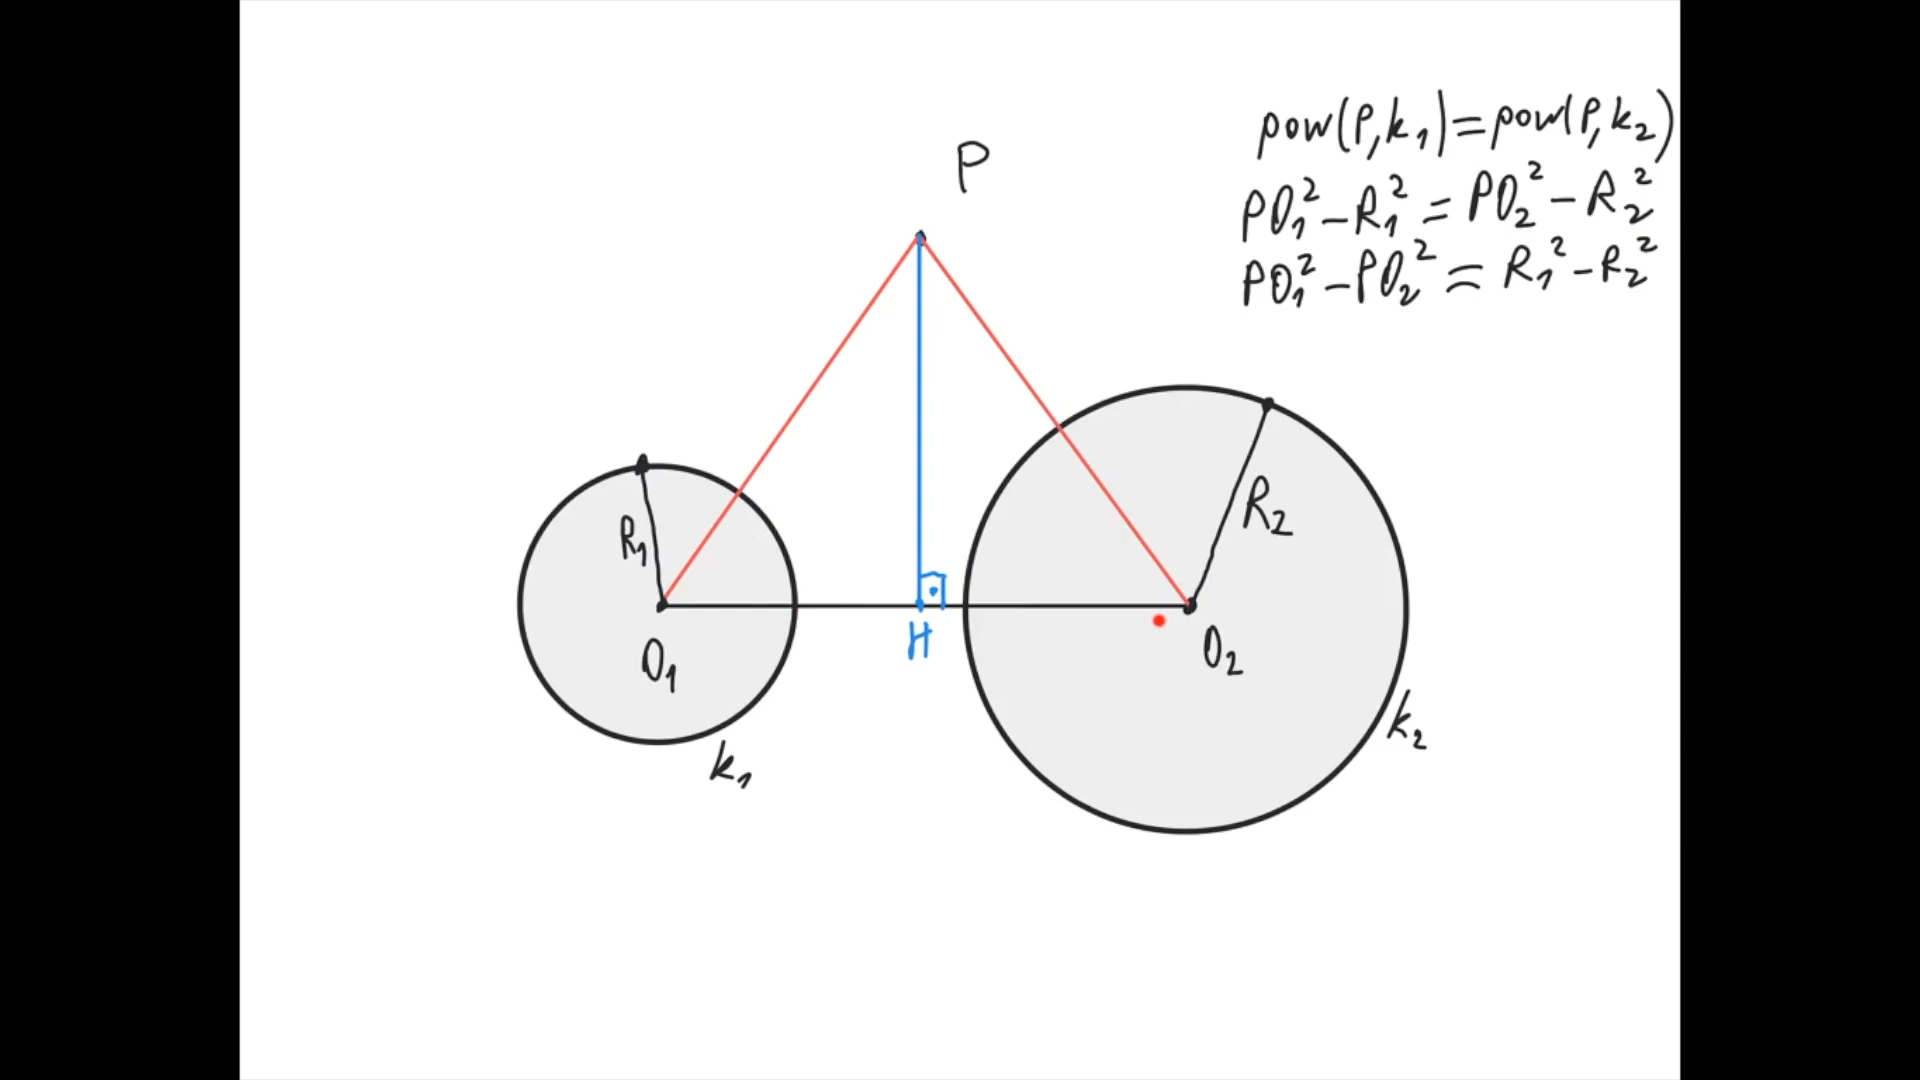 pow(P,k₁)=pow(P,k₂)
PO₁²-R₁²=PO₂²-R₂²
PO₁²-PO₂²=R₁²-R₂²
P
R₁
R₂
H
O₁
O₂
k₁
k₂